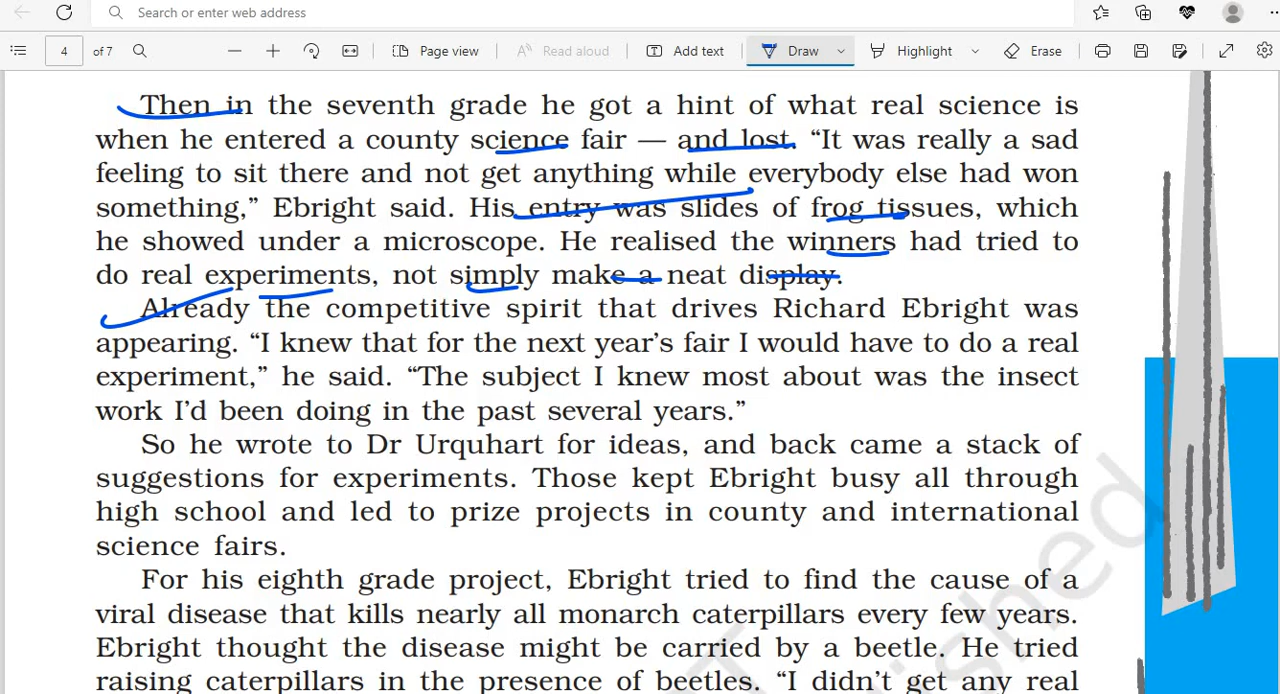 Search or enter web address
4 of 7 Page view Read aloud Add text Draw Highlight Erase
Then in the seventh grade he got a hint of what real science is
when he entered a county science fair — and lost. “It was really a sad
feeling to sit there and not get anything while everybody else had won
something,” Ebright said. His entry was slides of frog tissues, which
he showed under a microscope. He realised the winners had tried to
do real experiments, not simply make a neat display.
Already the competitive spirit that drives Richard Ebright was
appearing. “I knew that for the next year’s fair I would have to do a real
experiment,” he said. “The subject I knew most about was the insect
work I’d been doing in the past several years.”
So he wrote to Dr Urquhart for ideas, and back came a stack of
suggestions for experiments. Those kept Ebright busy all through
high school and led to prize projects in county and international
science fairs.
For his eighth grade project, Ebright tried to find the cause of a
viral disease that kills nearly all monarch caterpillars every few years.
Ebright thought the disease might be carried by a beetle. He tried
raising caterpillars in the presence of beetles. “I didn’t get any real